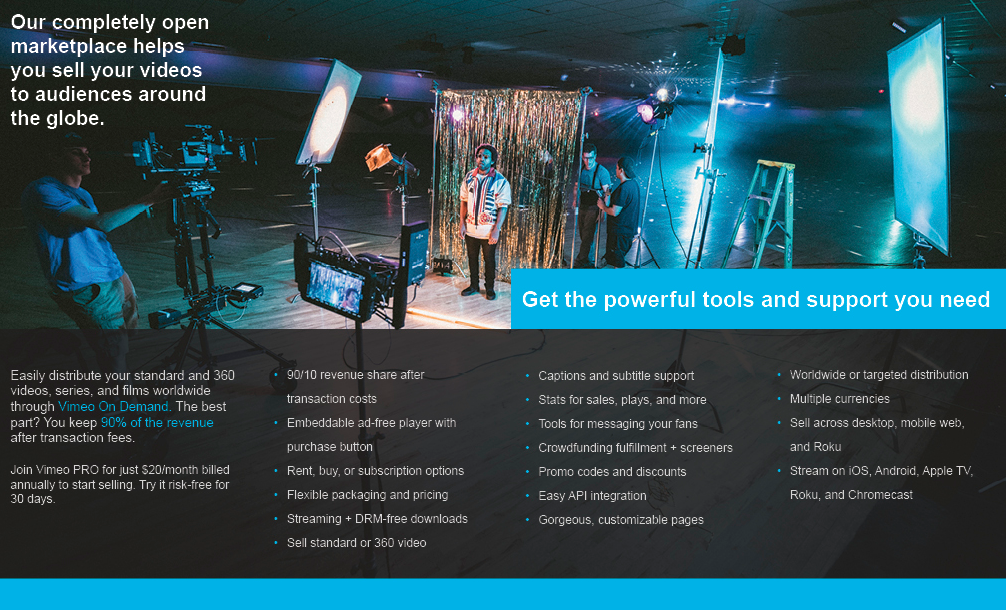 Our completely open
marketplace helps
you sell your videos
to audiences around
the globe.
Get the powerful tools and support you need
Easily distribute your standard and 360
videos, series, and films worldwide
through Vimeo On Demand. The best
part? You keep 90% of the revenue
after transaction fees.
Join Vimeo PRO for just $20/month billed
annually to start selling. Try it risk-free for
30 days.
• 90/10 revenue share after
transaction costs
• Embeddable ad-free player with
purchase button
• Rent, buy, or subscription options
• Flexible packaging and pricing
• Streaming + DRM-free downloads
• Sell standard or 360 video
• Captions and subtitle support
• Stats for sales, plays, and more
• Tools for messaging your fans
• Crowdfunding fulfillment + screeners
• Promo codes and discounts
• Easy API integration
• Gorgeous, customizable pages
• Worldwide or targeted distribution
• Multiple currencies
• Sell across desktop, mobile web,
and Roku
• Stream on iOS, Android, Apple TV,
Roku, and Chromecast